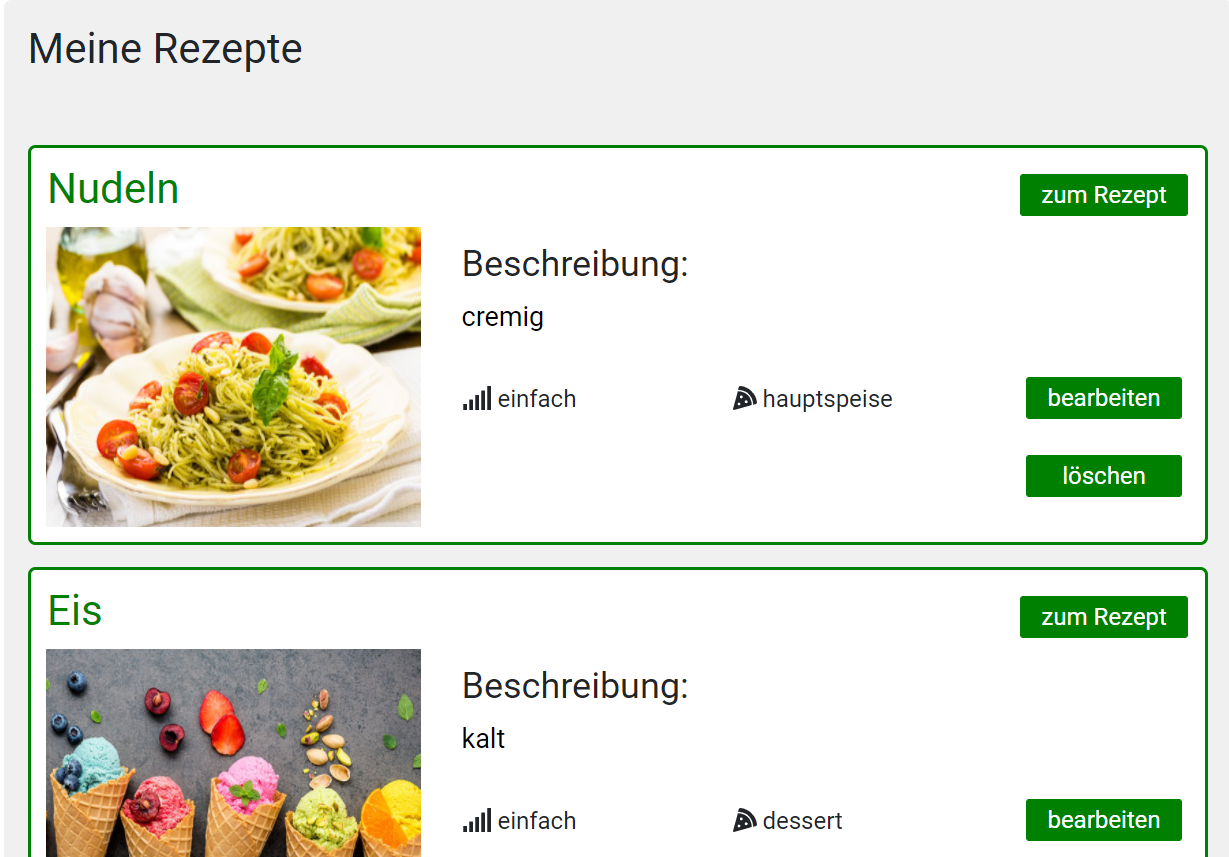 Meine Rezepte
Nudeln
zum Rezept
Beschreibung:
cremig
einfach
hauptspeise
bearbeiten
löschen
Eis
zum Rezept
Beschreibung:
kalt
einfach
dessert
bearbeiten